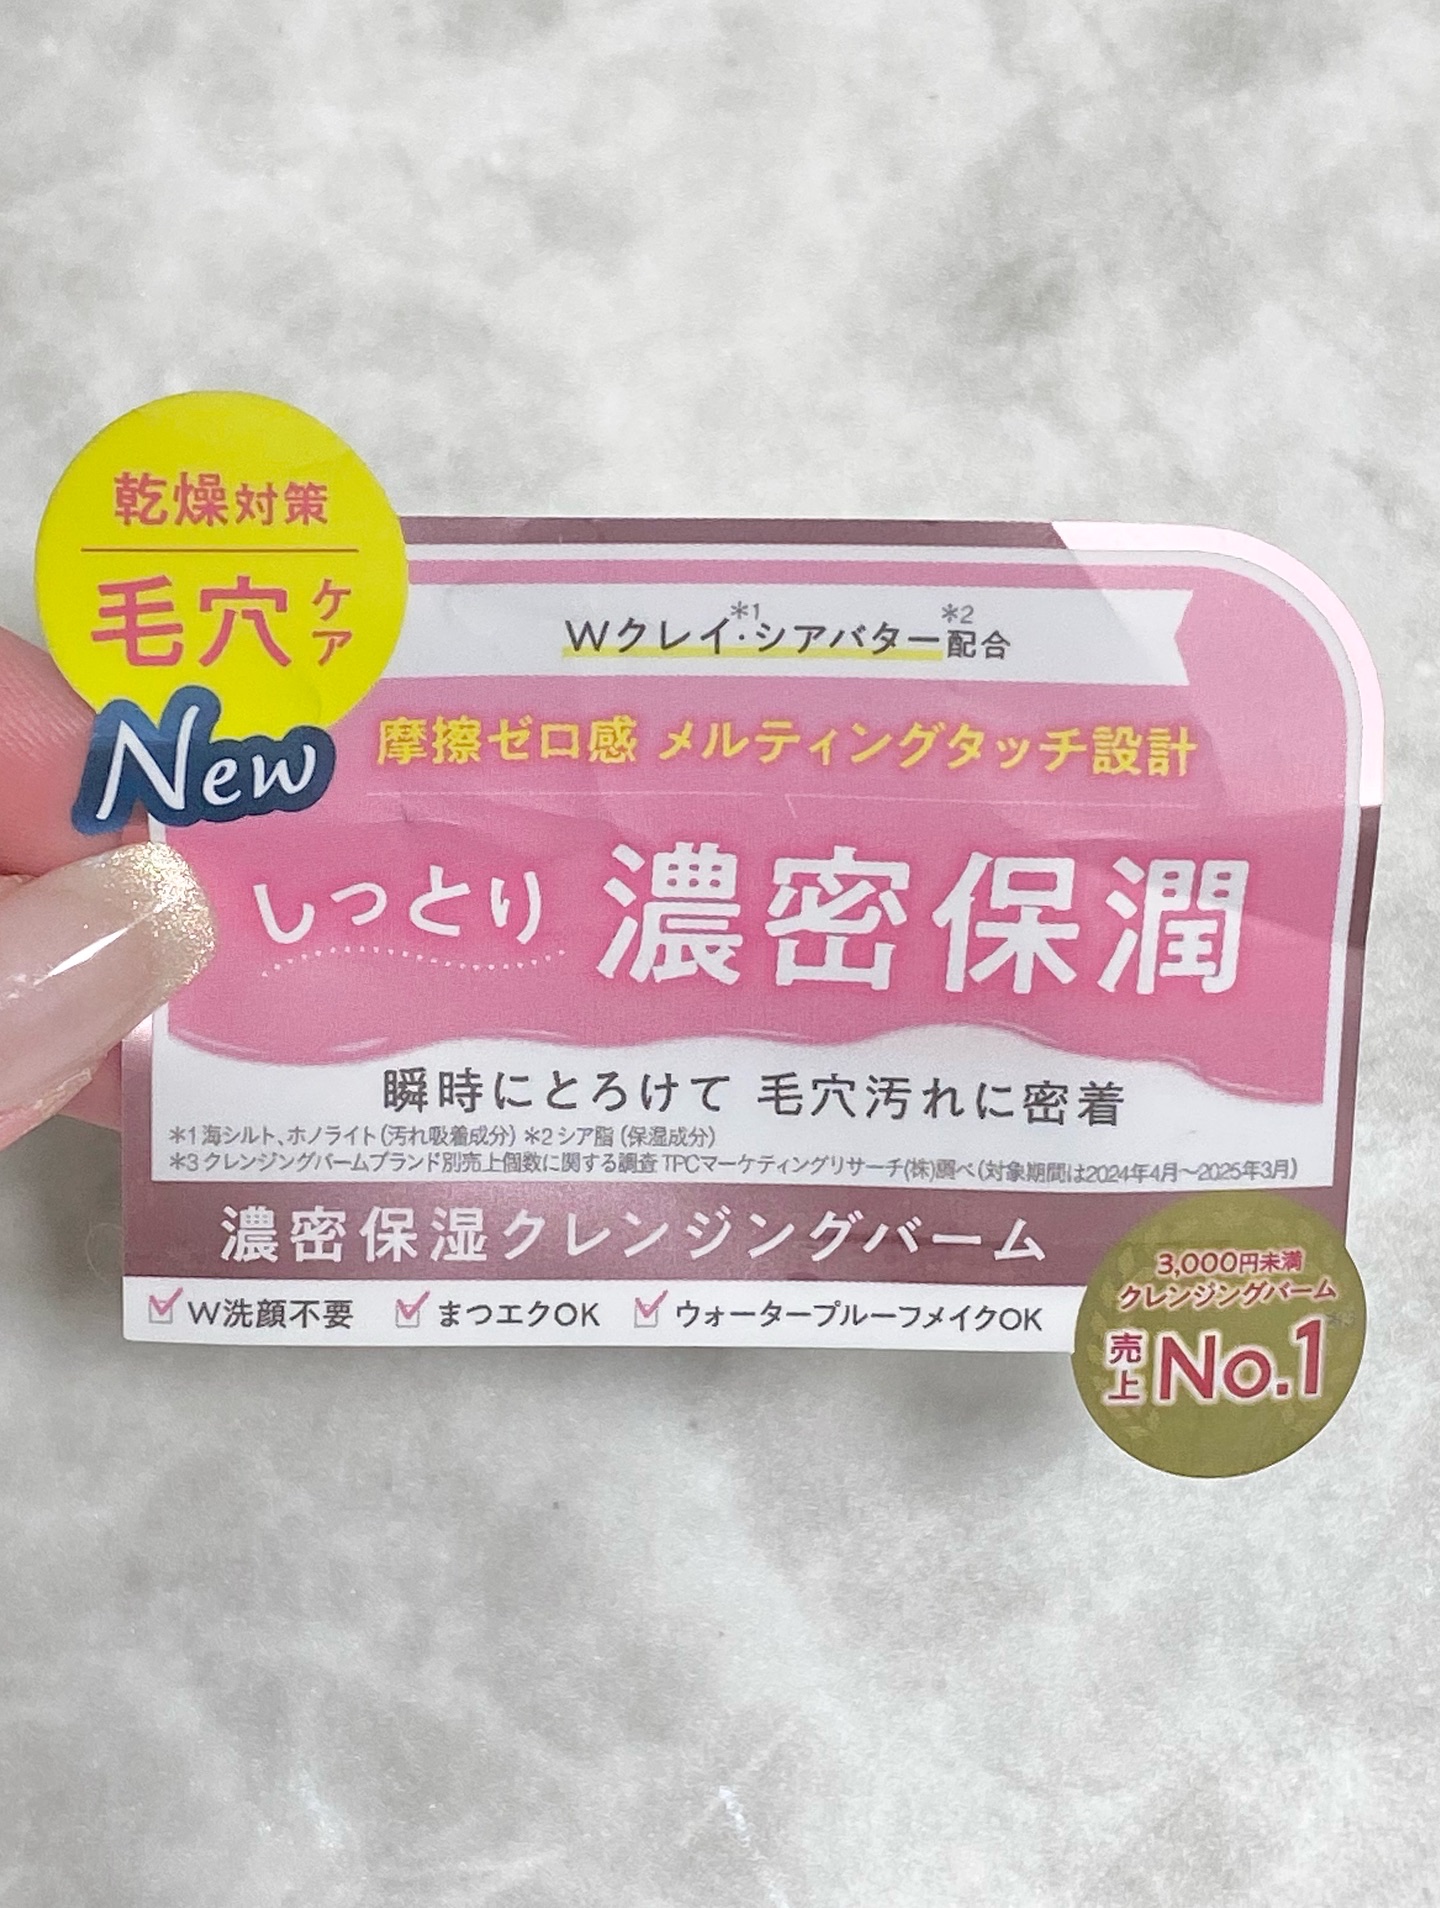 乾燥対策
毛穴ケア
New
Wクレイ*1・シアバター*2配合
摩擦ゼロ感 メルティングタッチ設計
しっとり 濃密保潤
瞬時にとろけて 毛穴汚れに密着
*1 海シルト、ホノライト(汚れ吸着成分) *2 シア脂(保湿成分)
*3 クレンジングバームブランド別売上個数に関する調査 TPCマーケティングリサーチ(株)調べ(対象期間は2024年4月〜2025年3月)
濃密保湿クレンジングバーム
W洗顔不要 まつエクOK ウォータープルーフメイクOK
3,000円未満
クレンジングバーム
売上No.1